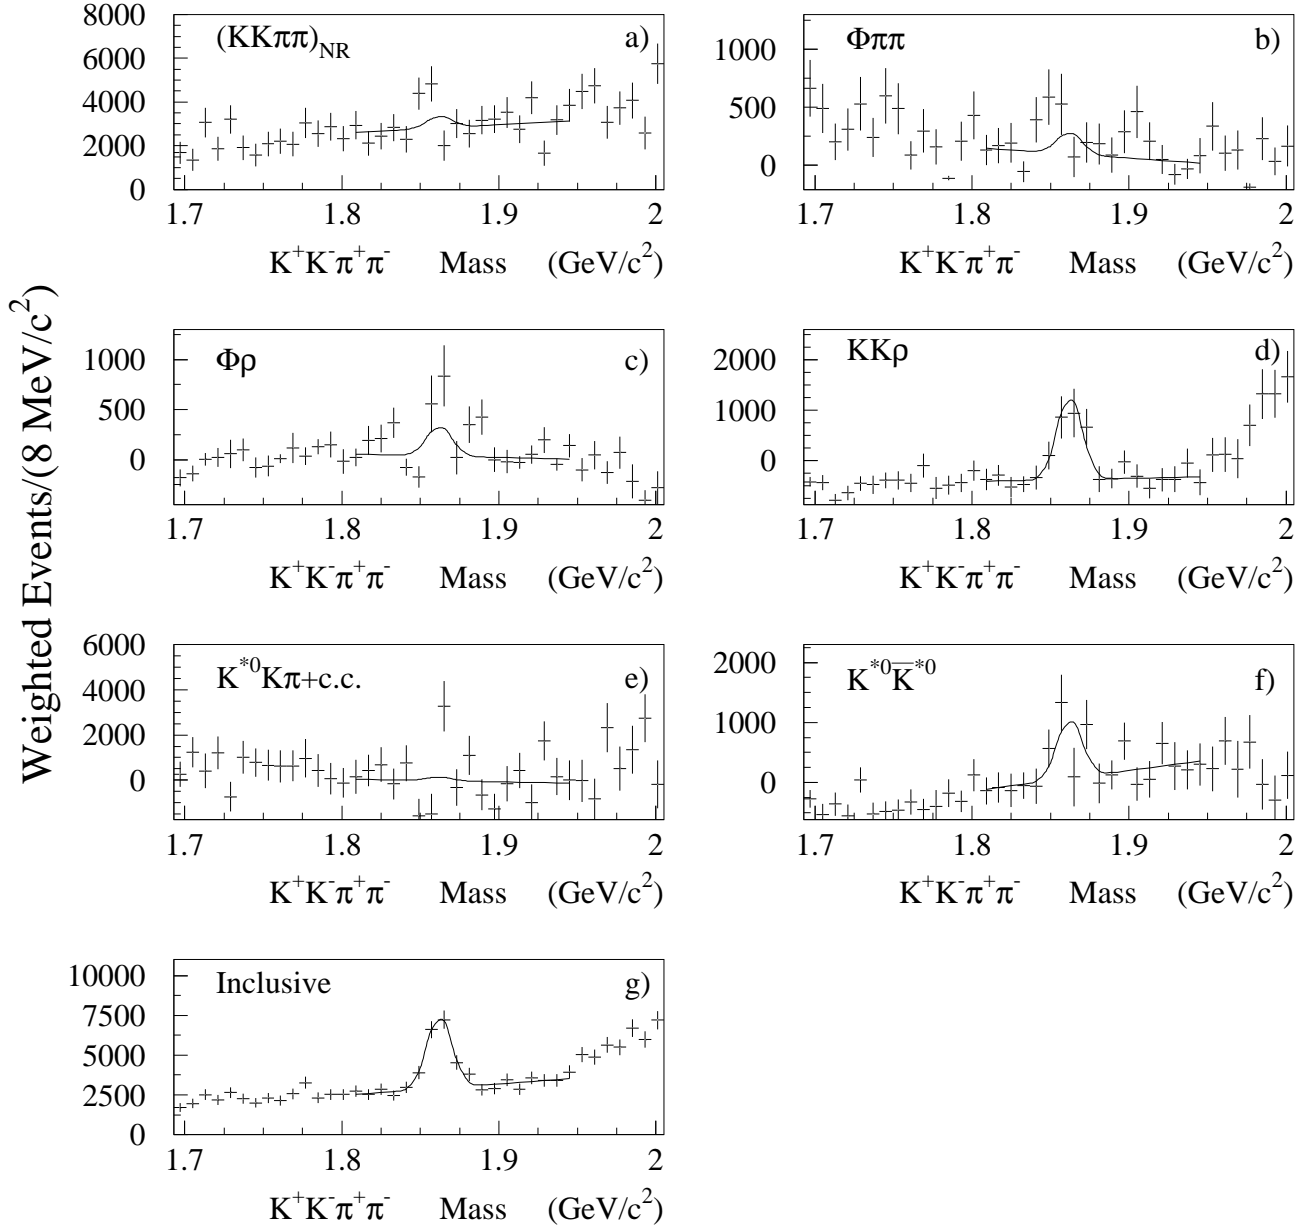 Weighted Events/(8 MeV/c²)
(KKππ)NR a)
8000
6000
4000
2000
0
1.7 1.8 1.9 2
K⁺K⁻π⁺π⁻ Mass (GeV/c²)
Φππ b)
1000
500
0
1.7 1.8 1.9 2
K⁺K⁻π⁺π⁻ Mass (GeV/c²)
Φρ c)
1000
500
0
1.7 1.8 1.9 2
K⁺K⁻π⁺π⁻ Mass (GeV/c²)
KKρ d)
2000
1000
0
1.7 1.8 1.9 2
K⁺K⁻π⁺π⁻ Mass (GeV/c²)
K*⁰Kπ+c.c. e)
6000
4000
2000
0
1.7 1.8 1.9 2
K⁺K⁻π⁺π⁻ Mass (GeV/c²)
K*⁰K̅*⁰ f)
2000
1000
0
1.7 1.8 1.9 2
K⁺K⁻π⁺π⁻ Mass (GeV/c²)
Inclusive g)
10000
7500
5000
2500
0
1.7 1.8 1.9 2
K⁺K⁻π⁺π⁻ Mass (GeV/c²)